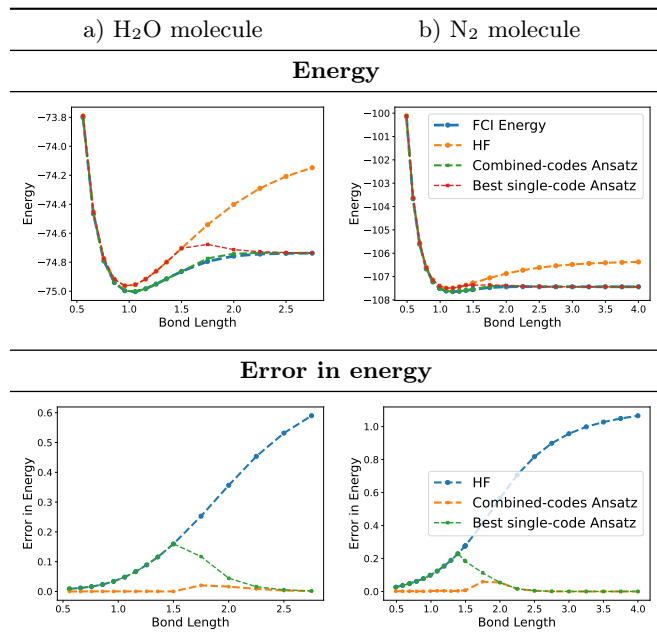 a) H₂O molecule
b) N₂ molecule
Energy
−73.8
−74.0
−74.2
−74.4
−74.6
−74.8
−75.0
Energy
0.5 1.0 1.5 2.0 2.5
Bond Length
−100
−101
−102
−103
−104
−105
−106
−107
−108
Energy
FCI Energy
HF
Combined-codes Ansatz
Best single-code Ansatz
0.5 1.0 1.5 2.0 2.5 3.0 3.5 4.0
Bond Length
Error in energy
0.6
0.5
0.4
0.3
0.2
0.1
0.0
Error in Energy
0.5 1.0 1.5 2.0 2.5
Bond Length
1.0
0.8
0.6
0.4
0.2
0.0
Error in Energy
HF
Combined-codes Ansatz
Best single-code Ansatz
0.5 1.0 1.5 2.0 2.5 3.0 3.5 4.0
Bond Length